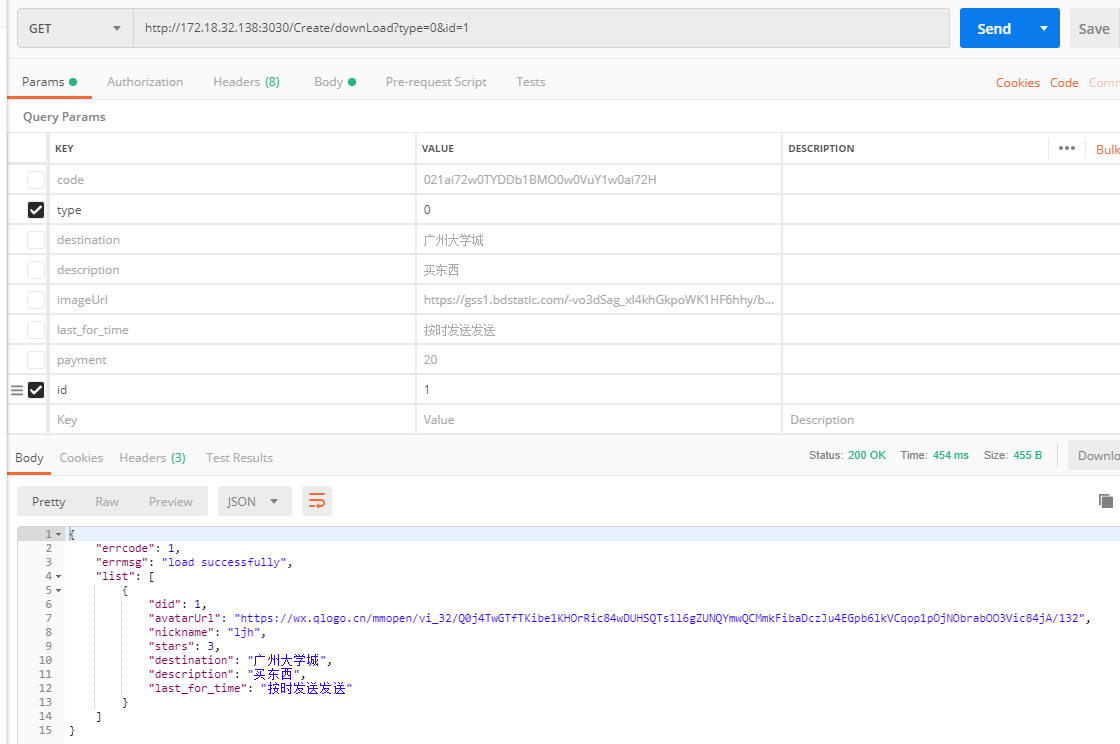 GET http://172.18.32.138:3030/Create/downLoad?type=0&id=1 Send Save
Params Authorization Headers (8) Body Pre-request Script Tests Cookies Code Comm
Query Params
KEY VALUE DESCRIPTION ••• Bulk
code 021ai72w0TYDDb1BMO0w0VuY1w0ai72H
type 0
destination 广州大学城
description 买东西
imageUrl https://gss1.bdstatic.com/-vo3dSag_xI4khGkpoWK1HF6hhy/b...
last_for_time 按时发送发送
payment 20
id 1
Key Value Description
Body Cookies Headers (3) Test Results Status: 200 OK Time: 454 ms Size: 455 B Downlo
Pretty Raw Preview JSON
1 {
2 "errcode": 1,
3 "errmsg": "load successfully",
4 "list": [
5 {
6 "did": 1,
7 "avatarUrl": "https://wx.qlogo.cn/mmopen/vi_32/Q0j4TwGTfTKibe1KHOrRic84wDUHSQTs1l6gZUNQYmwQCMmkFibaDczJu4EGpb6lkVCqop1pOjNObrabOO3Vic84jA/132",
8 "nickname": "ljh",
9 "stars": 3,
10 "destination": "广州大学城",
11 "description": "买东西",
12 "last_for_time": "按时发送发送"
13 }
14 ]
15 }